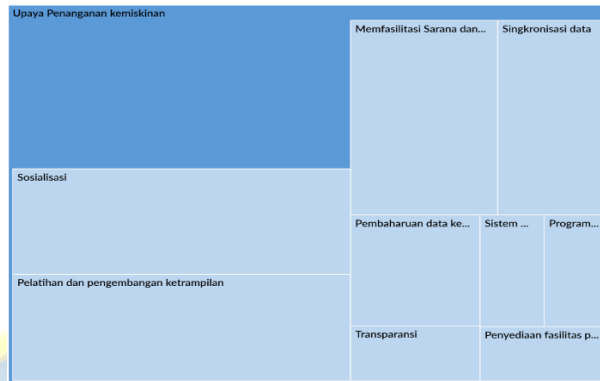 Upaya Penanganan kemiskinan
Memfasilitasi Sarana dan...
Singkronisasi data
Sosialisasi
Pembaharuan data ke...
Sistem ...
Program...
Pelatihan dan pengembangan ketrampilan
Transparansi
Penyediaan fasilitas p...